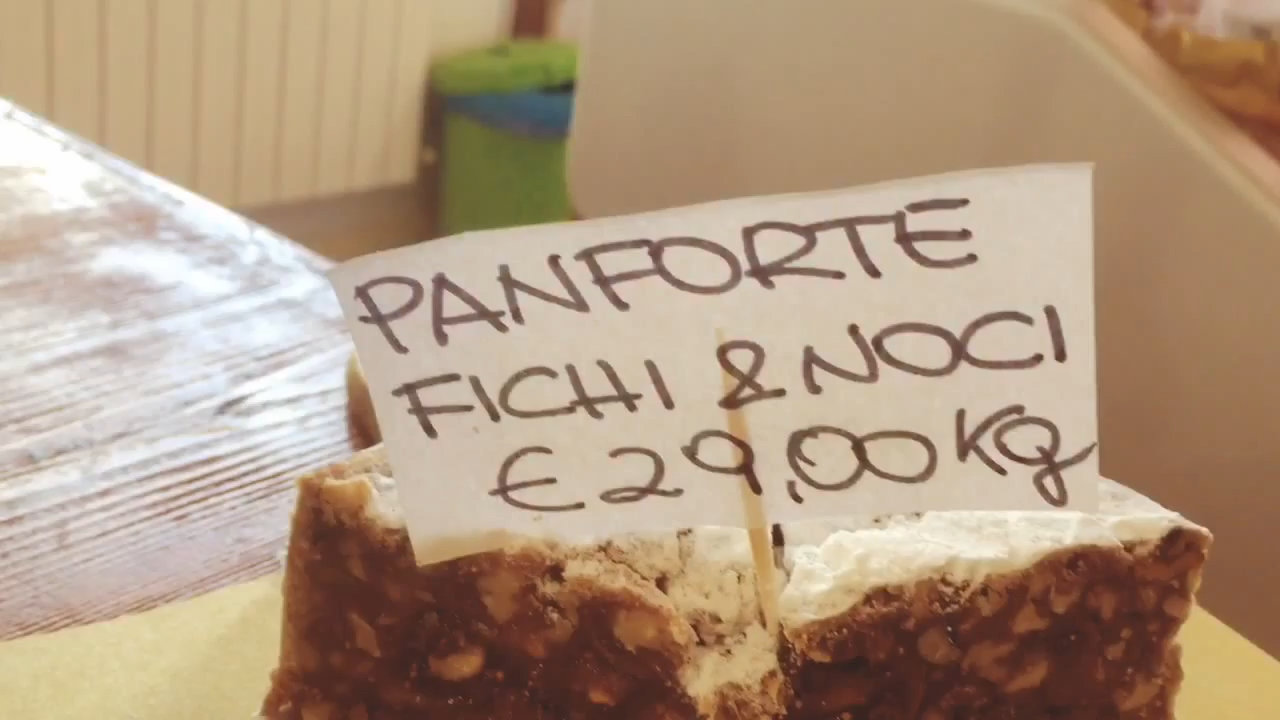 PANFORTE
FICHI & NOCI
€ 29,00 KG